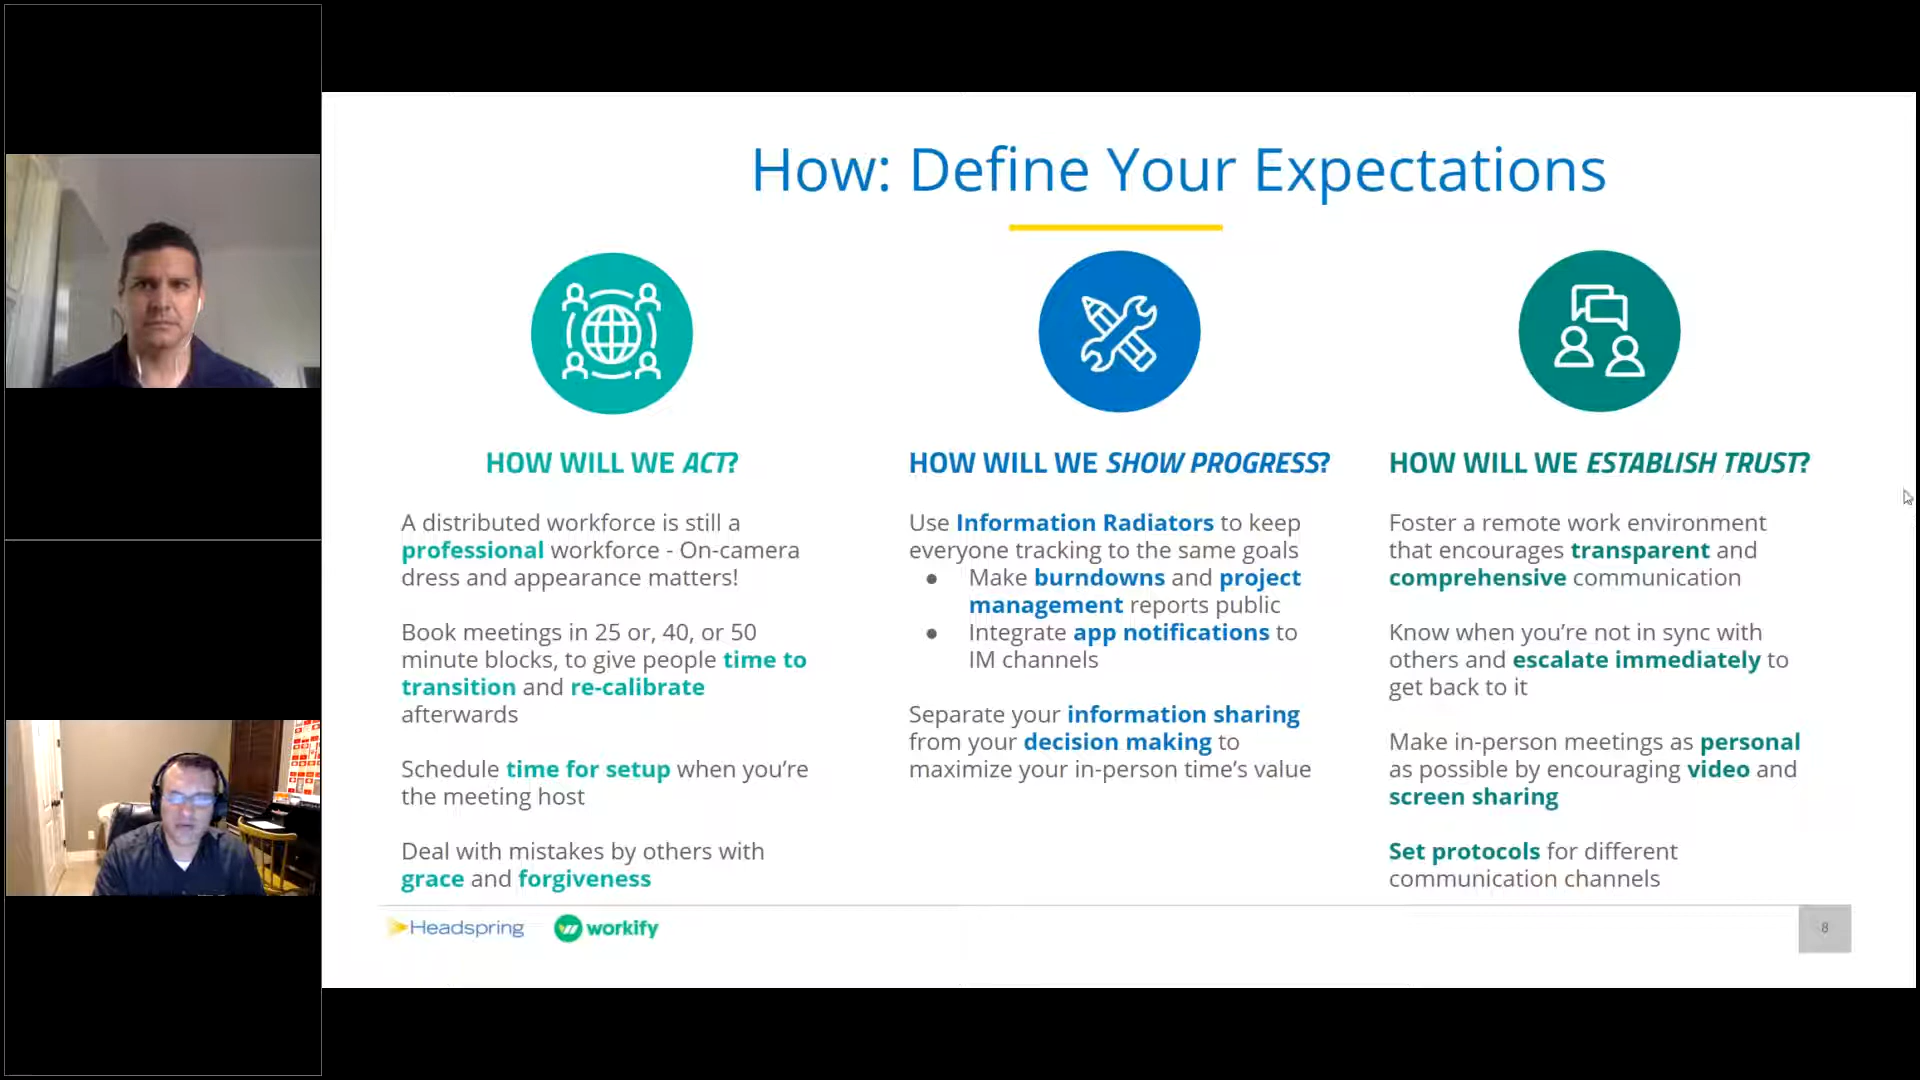 How: Define Your Expectations
HOW WILL WE ACT?
A distributed workforce is still a
professional workforce - On-camera
dress and appearance matters!
Book meetings in 25 or, 40, or 50
minute blocks, to give people time to
transition and re-calibrate
afterwards
Schedule time for setup when you’re
the meeting host
Deal with mistakes by others with
grace and forgiveness
HOW WILL WE SHOW PROGRESS?
Use Information Radiators to keep
everyone tracking to the same goals
● Make burndowns and project
management reports public
● Integrate app notifications to
IM channels
Separate your information sharing
from your decision making to
maximize your in-person time’s value
HOW WILL WE ESTABLISH TRUST?
Foster a remote work environment
that encourages transparent and
comprehensive communication
Know when you’re not in sync with
others and escalate immediately to
get back to it
Make in-person meetings as personal
as possible by encouraging video and
screen sharing
Set protocols for different
communication channels
Headspring workify
8